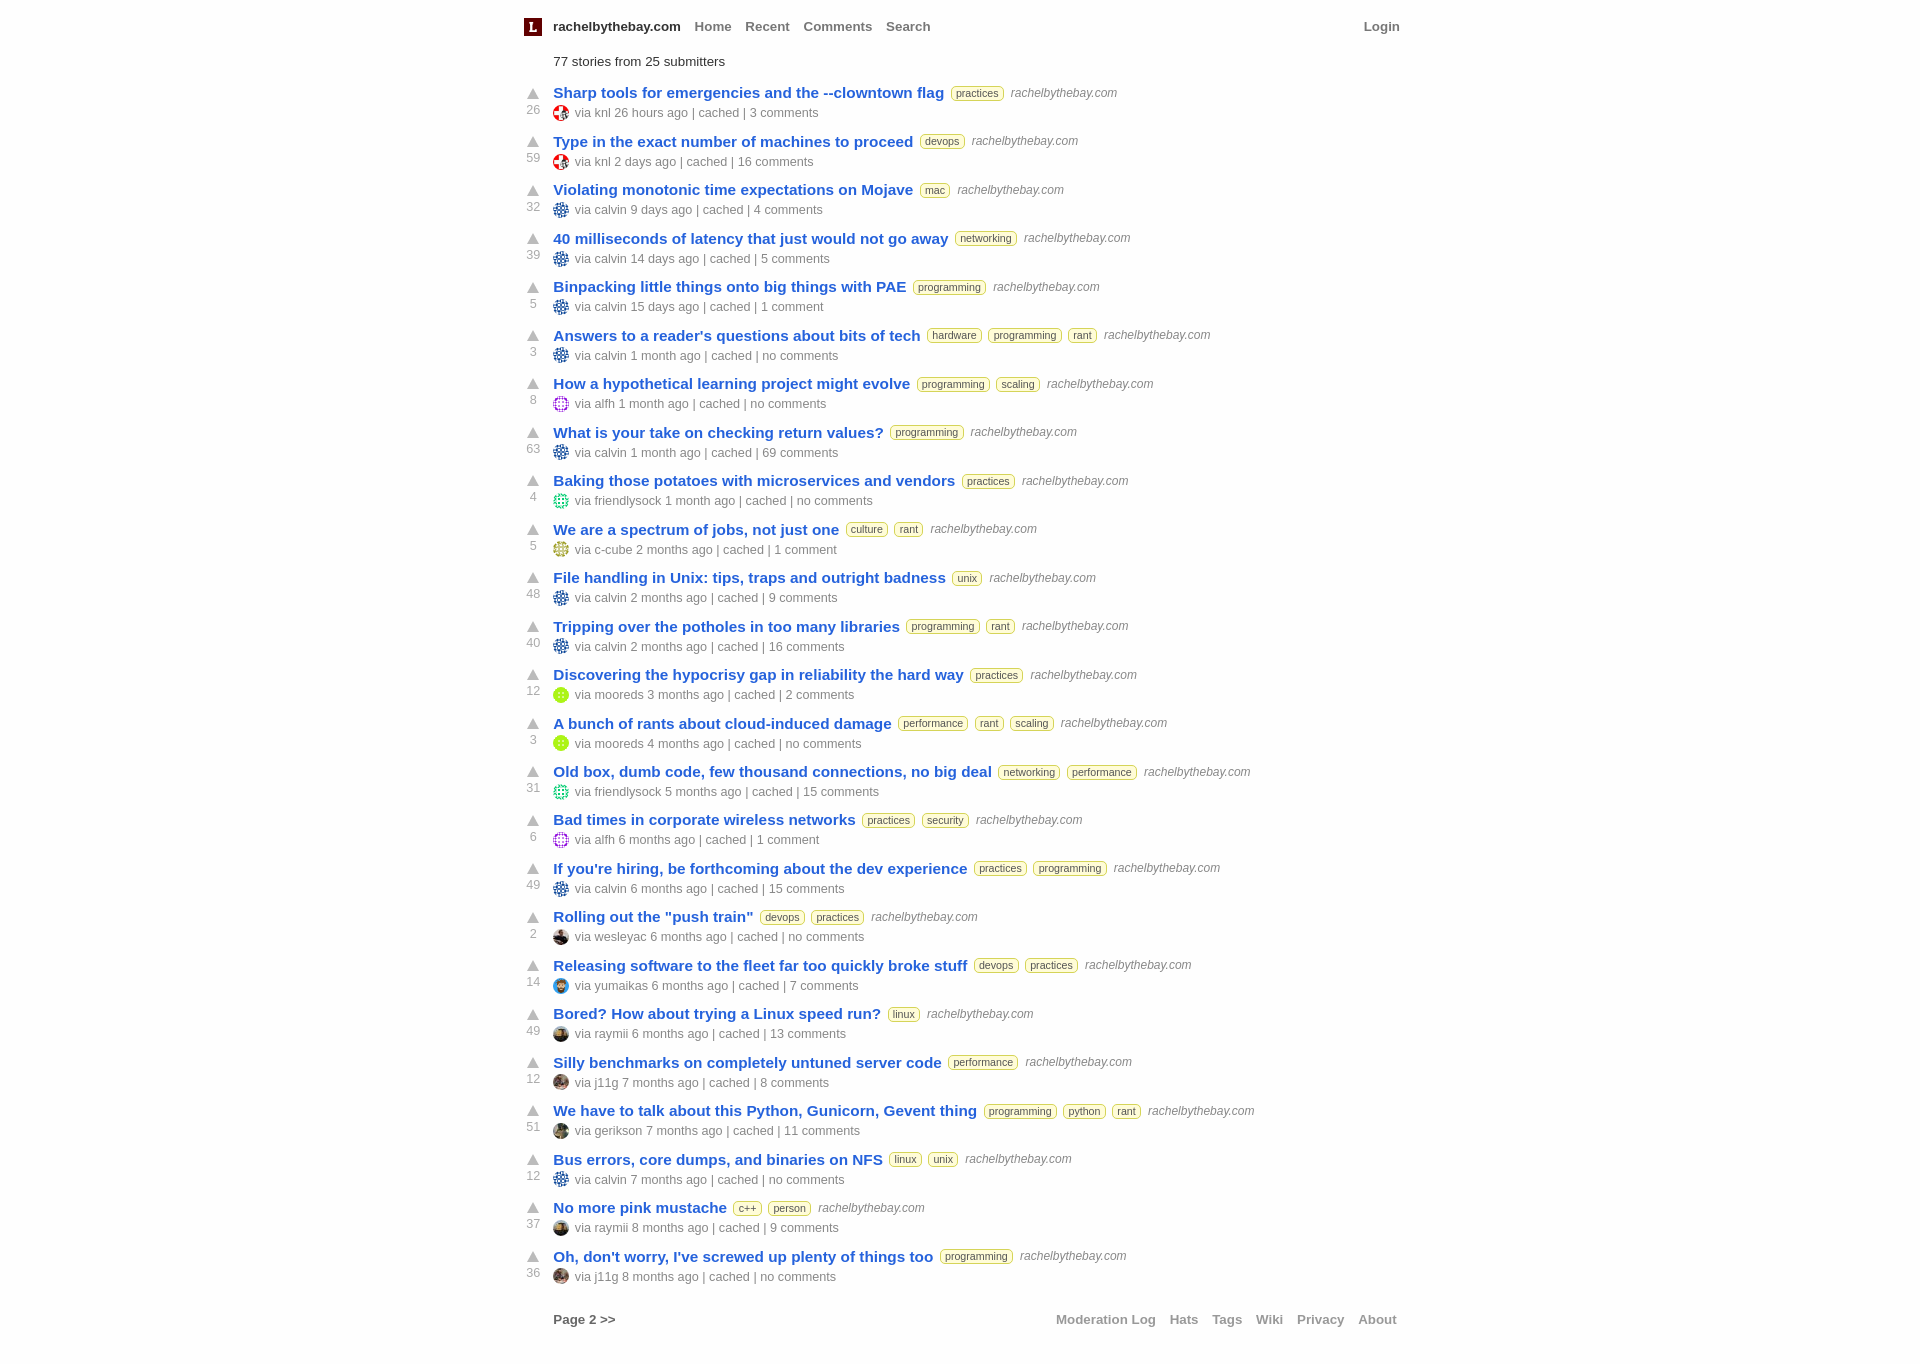 L rachelbythebay.com Home Recent Comments Search Login
77 stories from 25 submitters
Sharp tools for emergencies and the --clowntown flag practices rachelbythebay.com
26 via knl 26 hours ago | cached | 3 comments
Type in the exact number of machines to proceed devops rachelbythebay.com
59 via knl 2 days ago | cached | 16 comments
Violating monotonic time expectations on Mojave mac rachelbythebay.com
32 via calvin 9 days ago | cached | 4 comments
40 milliseconds of latency that just would not go away networking rachelbythebay.com
39 via calvin 14 days ago | cached | 5 comments
Binpacking little things onto big things with PAE programming rachelbythebay.com
5 via calvin 15 days ago | cached | 1 comment
Answers to a reader's questions about bits of tech hardware programming rant rachelbythebay.com
3 via calvin 1 month ago | cached | no comments
How a hypothetical learning project might evolve programming scaling rachelbythebay.com
8 via alfh 1 month ago | cached | no comments
What is your take on checking return values? programming rachelbythebay.com
63 via calvin 1 month ago | cached | 69 comments
Baking those potatoes with microservices and vendors practices rachelbythebay.com
4 via friendlysock 1 month ago | cached | no comments
We are a spectrum of jobs, not just one culture rant rachelbythebay.com
5 via c-cube 2 months ago | cached | 1 comment
File handling in Unix: tips, traps and outright badness unix rachelbythebay.com
48 via calvin 2 months ago | cached | 9 comments
Tripping over the potholes in too many libraries programming rant rachelbythebay.com
40 via calvin 2 months ago | cached | 16 comments
Discovering the hypocrisy gap in reliability the hard way practices rachelbythebay.com
12 via mooreds 3 months ago | cached | 2 comments
A bunch of rants about cloud-induced damage performance rant scaling rachelbythebay.com
3 via mooreds 4 months ago | cached | no comments
Old box, dumb code, few thousand connections, no big deal networking performance rachelbythebay.com
31 via friendlysock 5 months ago | cached | 15 comments
Bad times in corporate wireless networks practices security rachelbythebay.com
6 via alfh 6 months ago | cached | 1 comment
If you're hiring, be forthcoming about the dev experience practices programming rachelbythebay.com
49 via calvin 6 months ago | cached | 15 comments
Rolling out the "push train" devops practices rachelbythebay.com
2 via wesleyac 6 months ago | cached | no comments
Releasing software to the fleet far too quickly broke stuff devops practices rachelbythebay.com
14 via yumaikas 6 months ago | cached | 7 comments
Bored? How about trying a Linux speed run? linux rachelbythebay.com
49 via raymii 6 months ago | cached | 13 comments
Silly benchmarks on completely untuned server code performance rachelbythebay.com
12 via j11g 7 months ago | cached | 8 comments
We have to talk about this Python, Gunicorn, Gevent thing programming python rant rachelbythebay.com
51 via gerikson 7 months ago | cached | 11 comments
Bus errors, core dumps, and binaries on NFS linux unix rachelbythebay.com
12 via calvin 7 months ago | cached | no comments
No more pink mustache c++ person rachelbythebay.com
37 via raymii 8 months ago | cached | 9 comments
Oh, don't worry, I've screwed up plenty of things too programming rachelbythebay.com
36 via j11g 8 months ago | cached | no comments
Page 2 >> Moderation Log Hats Tags Wiki Privacy About